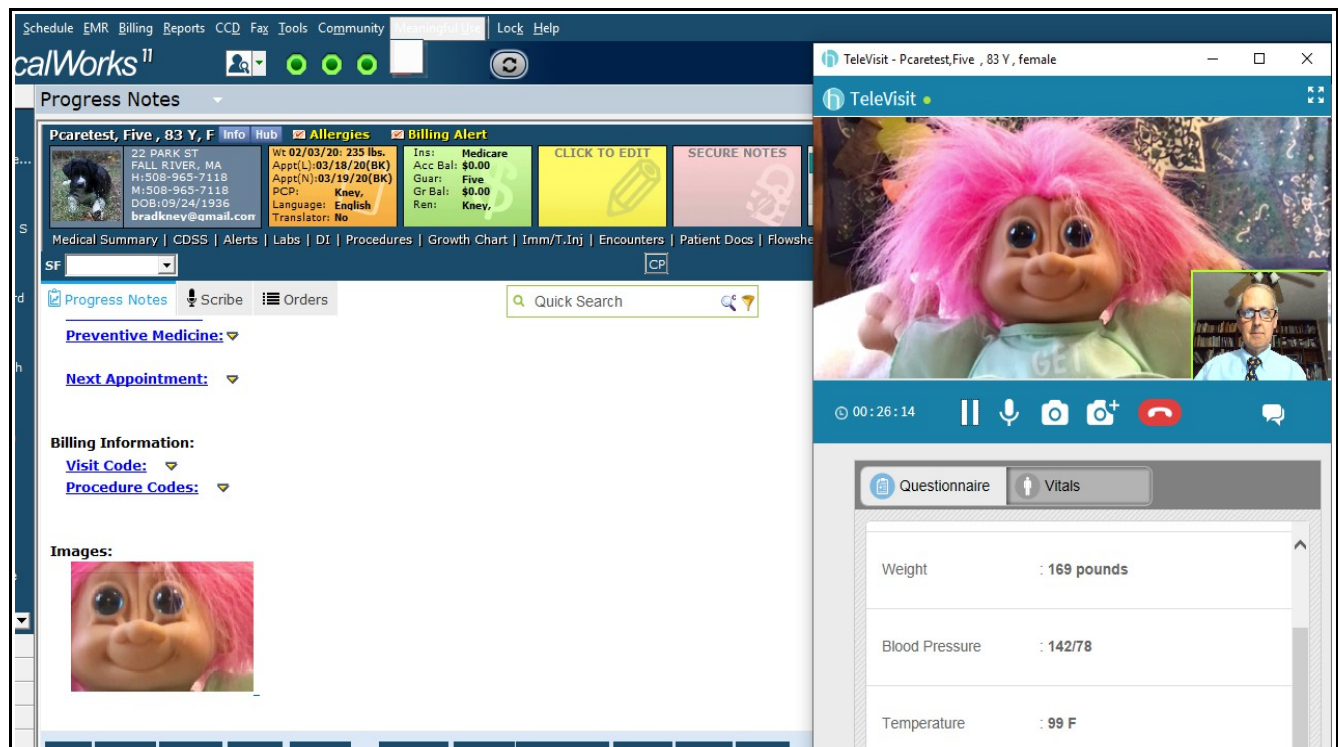 Schedule EMR Billing Reports CCD Fax Tools Community Lock Help
calWorks 11
Progress Notes
Pcaretest, Five , 83 Y, F Info Hub Allergies Billing Alert
22 PARK ST
FALL RIVER, MA
H:508-965-7118
M:508-965-7118
DOB:09/24/1936
bradknev@gmail.com
Wt 02/03/20: 235 lbs.
Appt(L):03/18/20(BK)
Appt(N):03/19/20(BK)
PCP: Knev,
Language: English
Translator: No
Ins: Medicare
Acc Bal: $0.00
Guar: Five
Gr Bal: $0.00
Ren: Knev,
CLICK TO EDIT
SECURE NOTES
Medical Summary | CDSS | Alerts | Labs | DI | Procedures | Growth Chart | Imm/T.Inj | Encounters | Patient Docs | Flowshe
SF
CP
Progress Notes Scribe Orders
Quick Search
Preventive Medicine:
Next Appointment:
Billing Information:
Visit Code:
Procedure Codes:
Images:
TeleVisit - Pcaretest,Five , 83 Y , female
TeleVisit
GET
00:26:14
Questionnaire Vitals
Weight : 169 pounds
Blood Pressure : 142/78
Temperature : 99 F